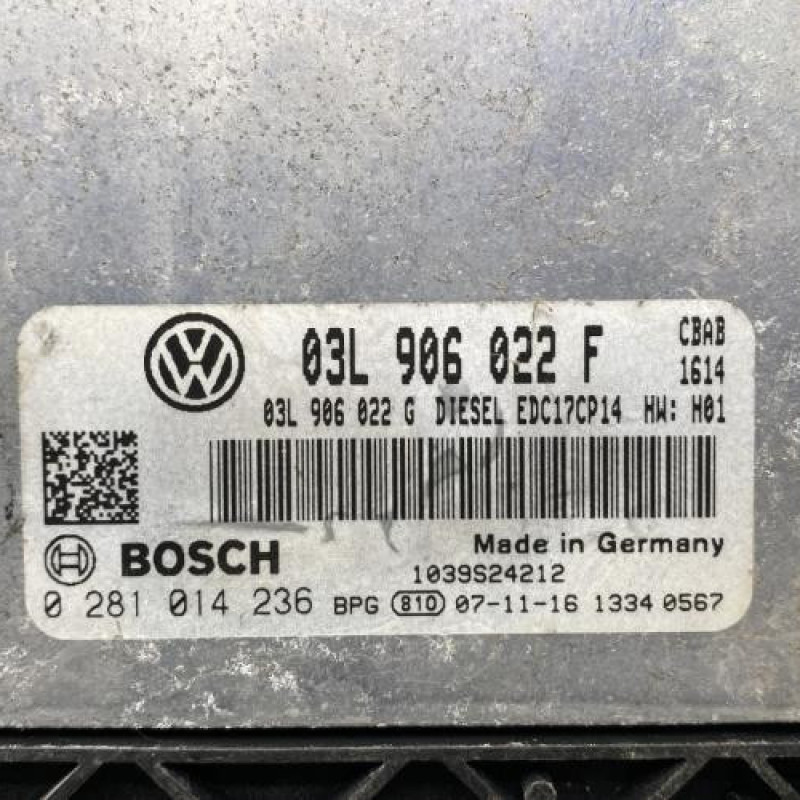 03L 906 022 F CBAB
1614
03L 906 022 G DIESEL EDC17CP14 HW: H01
BOSCH
Made in Germany
1039S24212
0 281 014 236 BPG 810 07-11-16 1334 0567